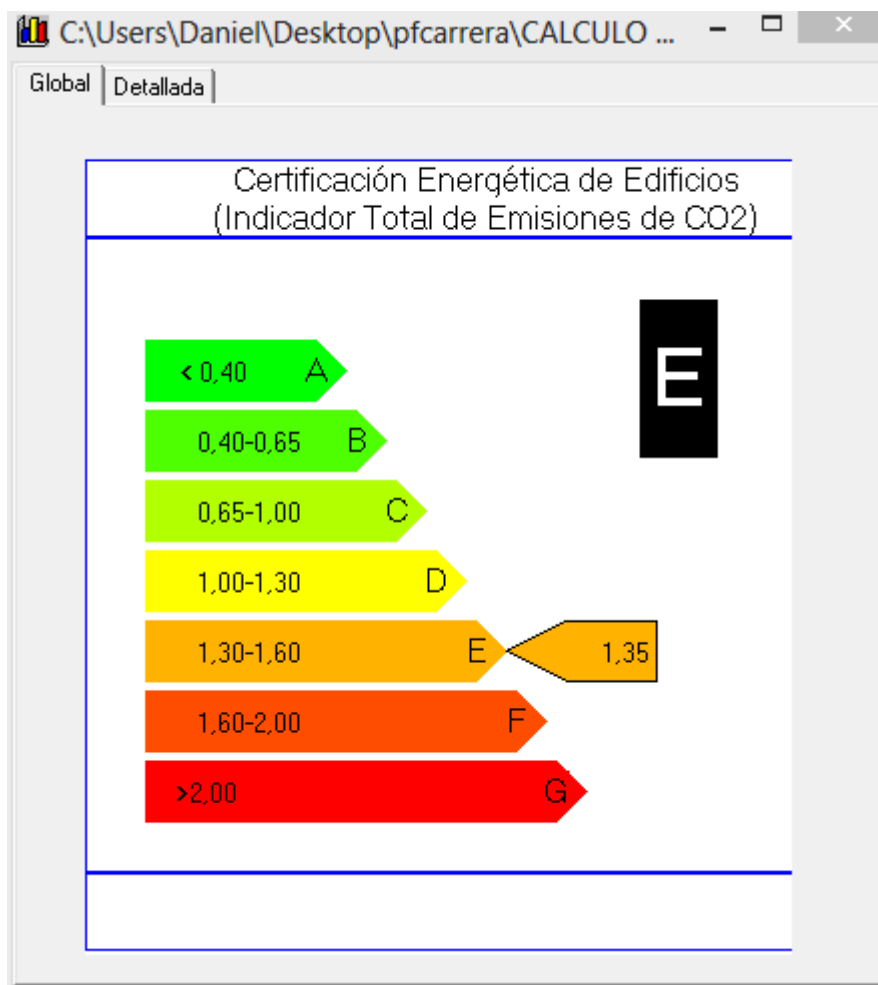 C:\Users\Daniel\Desktop\pfcarrera\CALCULO ...
Global Detallada
Certificación Energética de Edificios
(Indicador Total de Emisiones de CO2)
E
< 0,40 A
0,40-0,65 B
0,65-1,00 C
1,00-1,30 D
1,30-1,60 E 1,35
1,60-2,00 F
>2,00 G